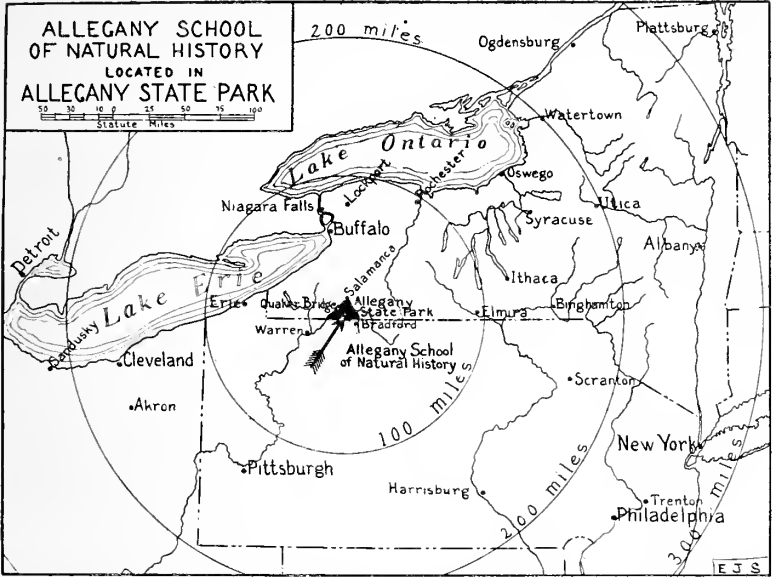 ALLEGANY SCHOOL
OF NATURAL HISTORY
LOCATED IN
ALLEGANY STATE PARK
50 30 10 0 25 50 75 100
Statute Miles
200 miles
Ogdensburg
Plattsburg
Watertown
Lake Ontario
Lockport
Rochester
Oswego
Niagara Falls
Utica
Syracuse
Buffalo
Albany
Detroit
Salamanca
Ithaca
Lake Erie
Erie
Quaker Bridge
Allegany
State Park
Elmira
Binghamton
Warren
Bradford
Sandusky
Cleveland
Allegany School
of Natural History
Scranton
Akron
100 miles
New York
Pittsburgh
Harrisburg
200 miles
Trenton
Philadelphia
300 miles
EJS